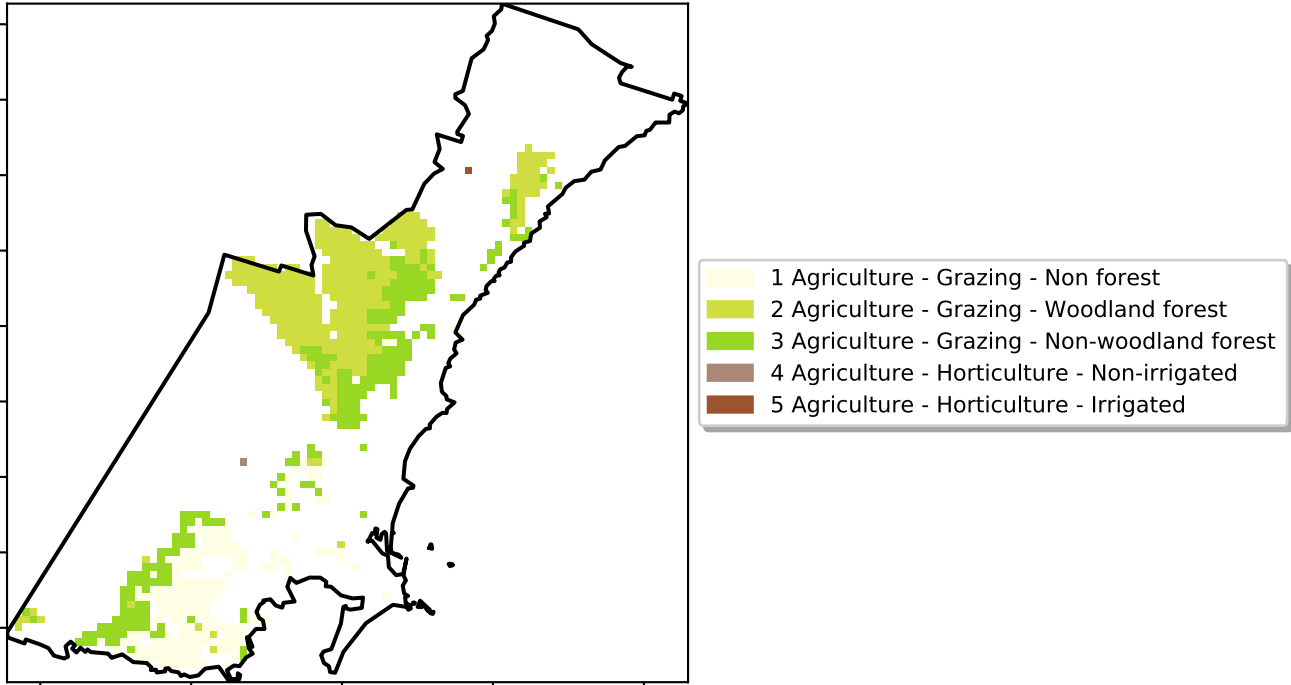 1 Agriculture - Grazing - Non forest
2 Agriculture - Grazing - Woodland forest
3 Agriculture - Grazing - Non-woodland forest
4 Agriculture - Horticulture - Non-irrigated
5 Agriculture - Horticulture - Irrigated